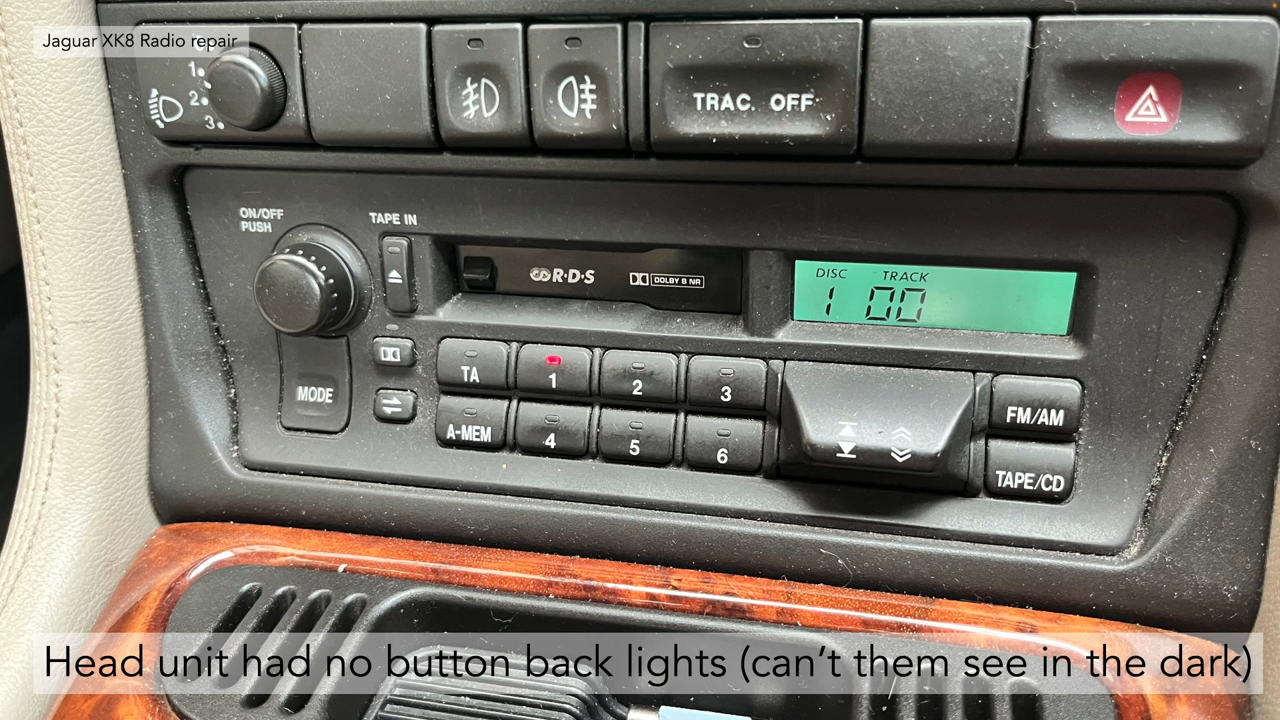 Jaguar XK8 Radio repair
1
2
3
TRAC. OFF
ON/OFF
PUSH
TAPE IN
R·D·S
DOLBY B NR
DISC TRACK
1 00
MODE
TA 1 2 3
A-MEM 4 5 6
FM/AM
TAPE/CD
Head unit had no button back lights (can’t them see in the dark)